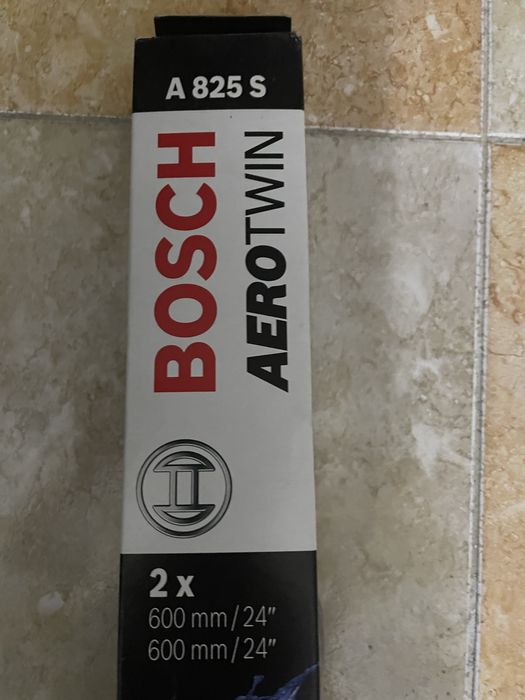 A 825 S
BOSCH
AEROTWIN
2 x
600 mm / 24"
600 mm / 24"